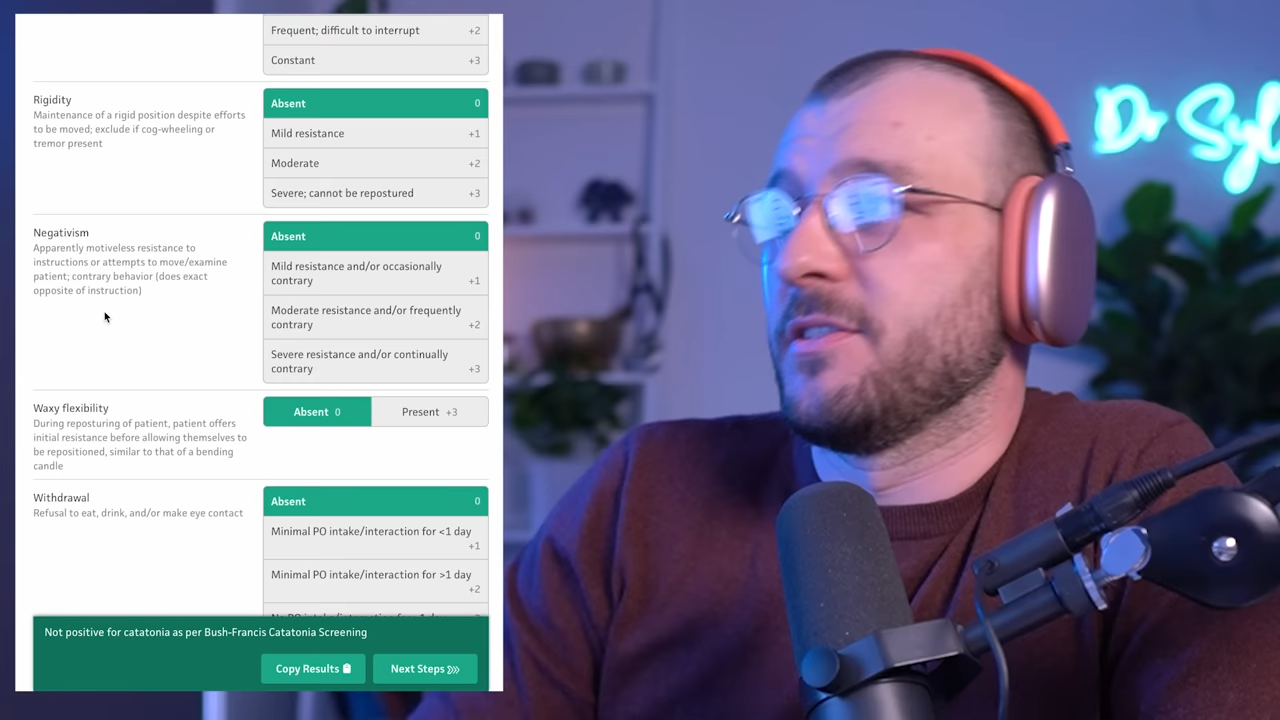 Frequent; difficult to interrupt +2
Constant +3
Rigidity
Maintenance of a rigid position despite efforts
to be moved; exclude if cog-wheeling or
tremor present
Absent 0
Mild resistance +1
Moderate +2
Severe; cannot be repostured +3
Negativism
Apparently motiveless resistance to
instructions or attempts to move/examine
patient; contrary behavior (does exact
opposite of instruction)
Absent 0
Mild resistance and/or occasionally
contrary +1
Moderate resistance and/or frequently
contrary +2
Severe resistance and/or continually
contrary +3
Waxy flexibility
During reposturing of patient, patient offers
initial resistance before allowing themselves to
be repositioned, similar to that of a bending
candle
Absent 0 Present +3
Withdrawal
Refusal to eat, drink, and/or make eye contact
Absent 0
Minimal PO intake/interaction for <1 day
+1
Minimal PO intake/interaction for >1 day
+2
Not positive for catatonia as per Bush-Francis Catatonia Screening
Copy Results
Next Steps
Dr Syl